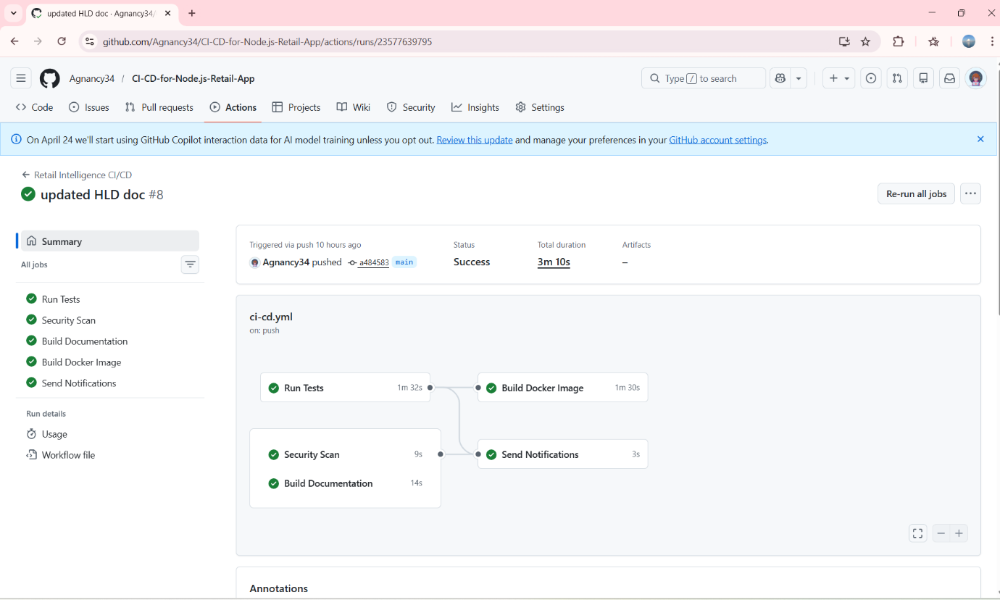 updated HLD doc · Agnancy34/
github.com/Agnancy34/CI-CD-for-Node.js-Retail-App/actions/runs/23577639795
Agnancy34 / CI-CD-for-Node.js-Retail-App
Type / to search
Code Issues Pull requests Actions Projects Wiki Security Insights Settings
On April 24 we'll start using GitHub Copilot interaction data for AI model training unless you opt out. Review this update and manage your preferences in your GitHub account settings.
Retail Intelligence CI/CD
updated HLD doc #8
Re-run all jobs
Summary
All jobs
Run Tests
Security Scan
Build Documentation
Build Docker Image
Send Notifications
Run details
Usage
Workflow file
Triggered via push 10 hours ago
Agnancy34 pushed a484583 main
Status
Success
Total duration
3m 10s
Artifacts
–
ci-cd.yml
on: push
Run Tests 1m 32s
Build Docker Image 1m 30s
Security Scan 9s
Build Documentation 14s
Send Notifications 3s
Annotations